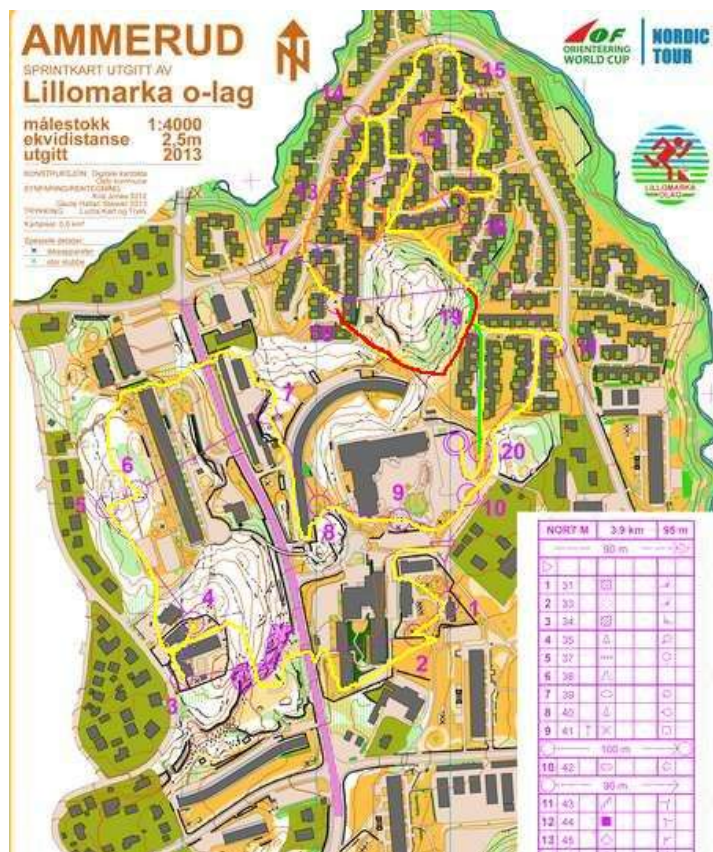 AMMERUD
SPRINTKART UTGITT AV
Lillomarka o-lag
målestokk 1:4000
ekvidistanse 2,5m
utgitt 2013
IOF
ORIENTEERING
WORLD CUP
NORDIC
TOUR
LILLOMARKA
OLAG
14
15
12
13
17
16
18
19
11
7
6
5
20
9
10
8
4
1
2
3
NORT M 3.9 km 95 m
90 m
1 31
2 33
3 34
4 35
5 37
6 38
7 39
8 40
9 41
100 m
10 42
90 m
11 43
12 44
13 45